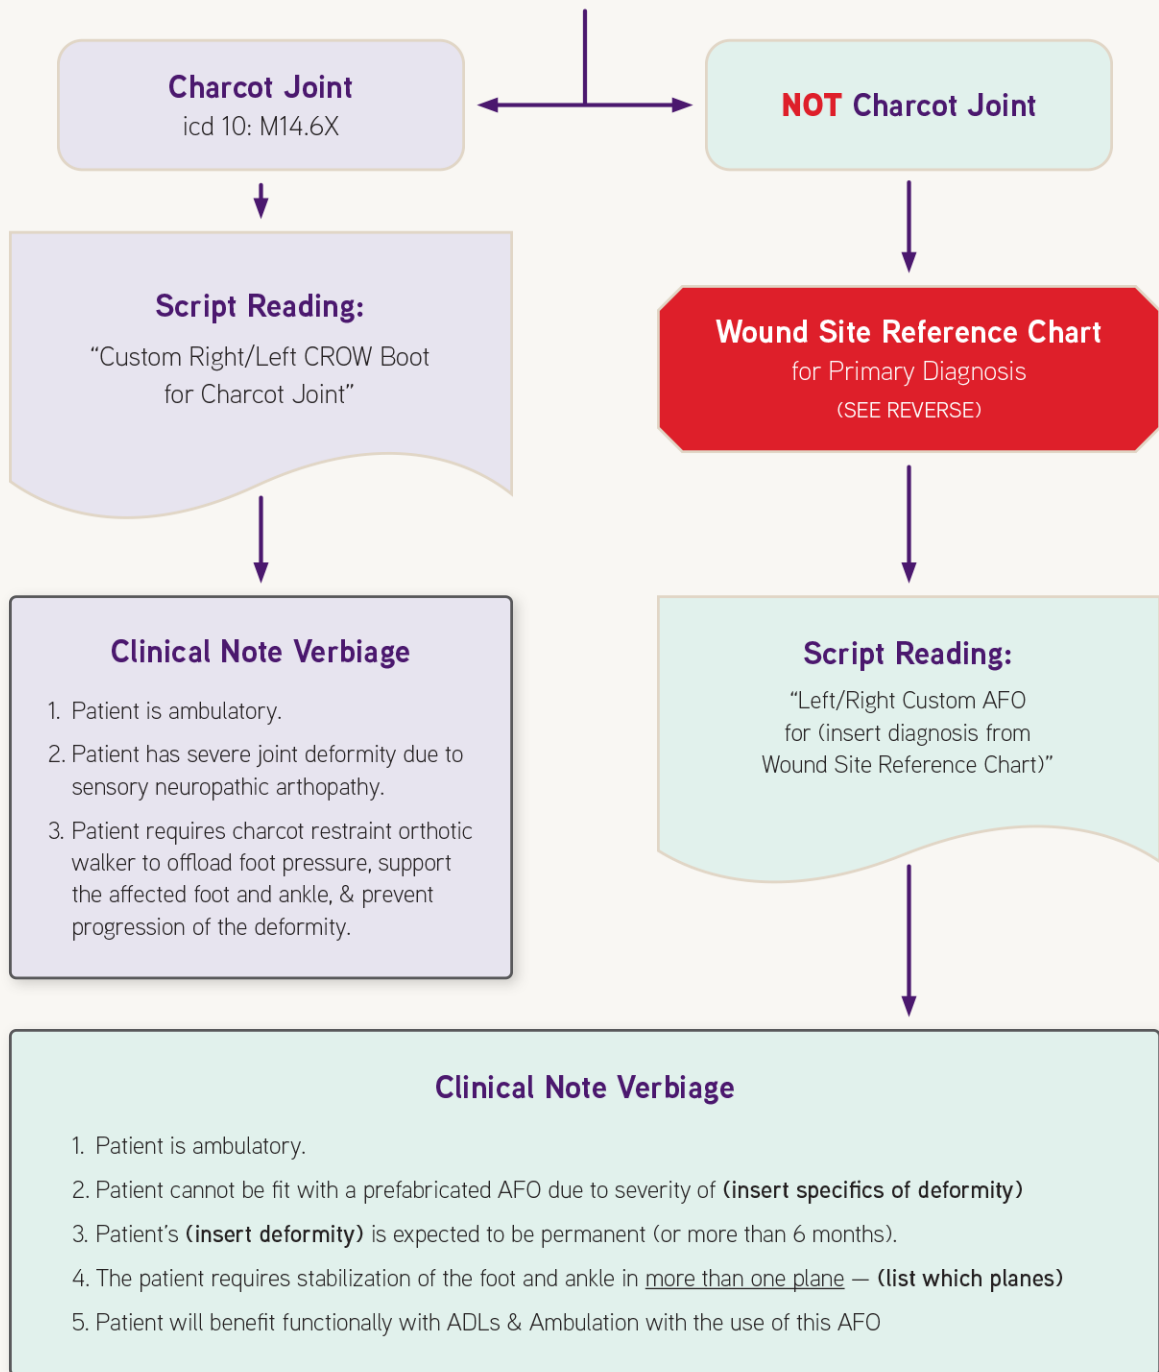 Charcot Joint
icd 10: M14.6X
NOT Charcot Joint
Script Reading:
“Custom Right/Left CROW Boot
for Charcot Joint”
Wound Site Reference Chart
for Primary Diagnosis
(SEE REVERSE)
Clinical Note Verbiage
1. Patient is ambulatory.
2. Patient has severe joint deformity due to
sensory neuropathic arthopathy.
3. Patient requires charcot restraint orthotic
walker to offload foot pressure, support
the affected foot and ankle, & prevent
progression of the deformity.
Script Reading:
“Left/Right Custom AFO
for (insert diagnosis from
Wound Site Reference Chart)”
Clinical Note Verbiage
1. Patient is ambulatory.
2. Patient cannot be fit with a prefabricated AFO due to severity of (insert specifics of deformity)
3. Patient’s (insert deformity) is expected to be permanent (or more than 6 months).
4. The patient requires stabilization of the foot and ankle in more than one plane — (list which planes)
5. Patient will benefit functionally with ADLs & Ambulation with the use of this AFO